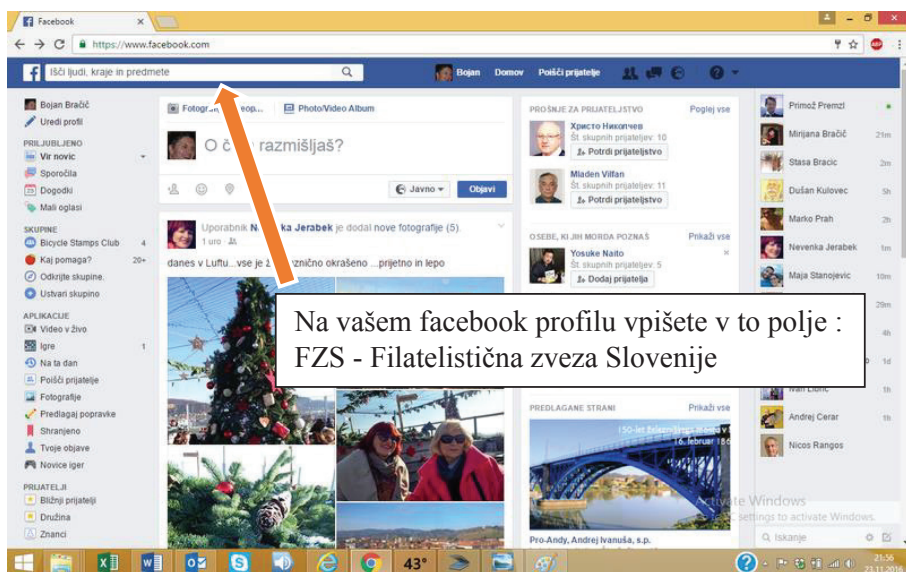 Facebook
https://www.facebook.com
Išči ljudi, kraje in predmete
Bojan Domov Poišči prijatelje
Bojan Bračič
Uredi profil
PRILJUBLJENO
Vir novic
Sporočila
Dogodki
Mali oglasi
SKUPINE
Bicycle Stamps Club 4
Kaj pomaga? 20+
Odkrijte skupine.
Ustvari skupino
APLIKACIJE
Video v živo
Igre 1
Na ta dan
Poišči prijatelje
Fotografije
Predlagaj popravke
Shranjeno
Tvoje objave
Novice iger
PRIJATELJI
Bližnji prijatelji
Družina
Znanci
Photo/Video Album
razmišljaš?
Javno
Objavi
Uporabnik Jerabek je dodal nove fotografije (5).
1 uro
danes v Luftu...vse je okrašeno ...prijetno in lepo
Na vašem facebook profilu vpišete v to polje :
FZS - Filatelistična zveza Slovenije
PROŠNJE ZA PRIJATELJSTVO Poglej vse
Христо Николчев
Št. skupnih prijateljev: 10
Potrdi prijateljstvo
Mladen Vilfan
Št. skupnih prijateljev: 11
Potrdi prijateljstvo
OSEBE, KI JIH MORDA POZNAŠ Prikaži vse
Yosuke Naito
Št. skupnih prijateljev: 5
Dodaj prijatelja
PREDLAGANE STRANI Prikaži vse
16. februar
Pro-Andy, Andrej Ivanuša, s.p.
Primož Premzl
Mirijana Bračič 21m
Stasa Bracic 2m
Dušan Kulovec 5h
Marko Prah 2h
Nevenka Jerabek 1m
Maja Stanojevic 10m
29m
4h
1d
1h
Andrej Cerar 1h
Nicos Rangos
Activate Windows
settings to activate Windows.
Iskanje
43°
21:56
23.11.2016